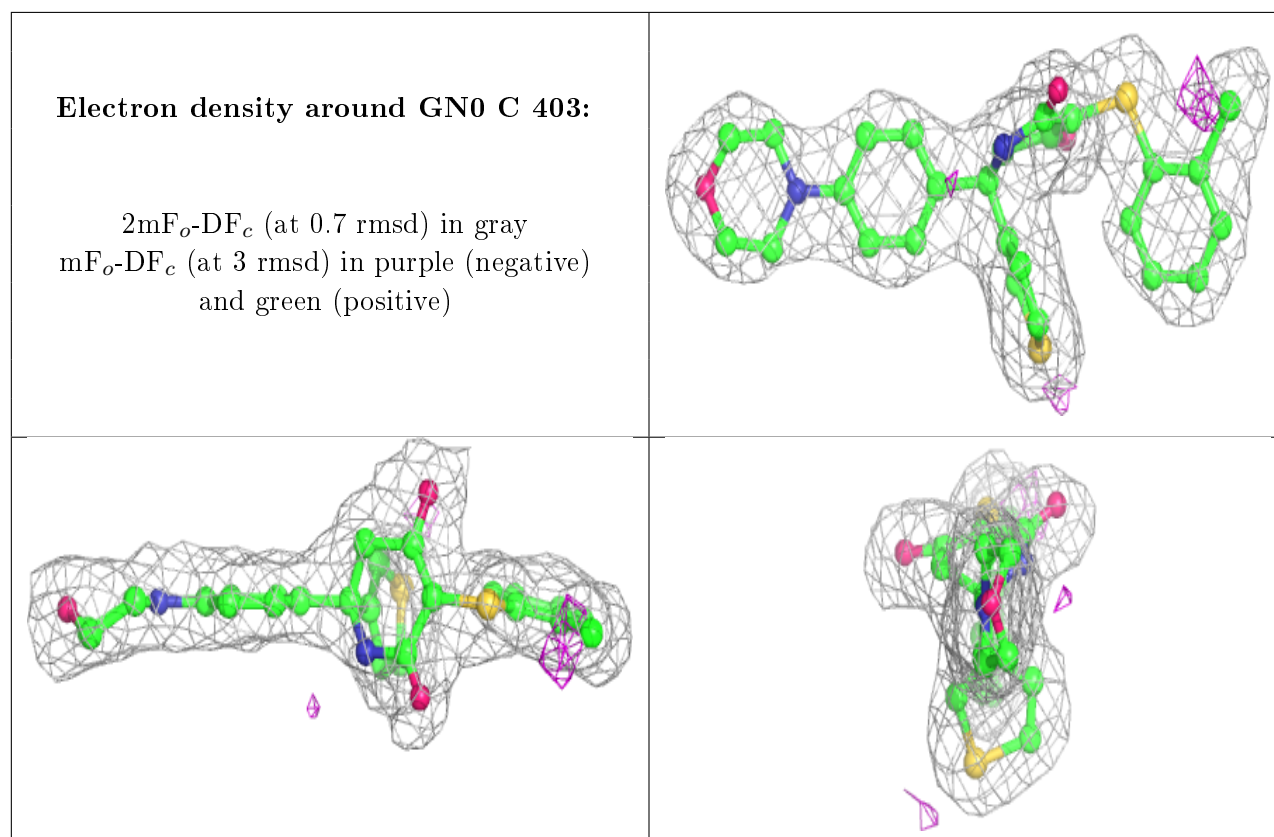 Electron density around GN0 C 403:
2mFo-DFc (at 0.7 rmsd) in gray
mFo-DFc (at 3 rmsd) in purple (negative)
and green (positive)